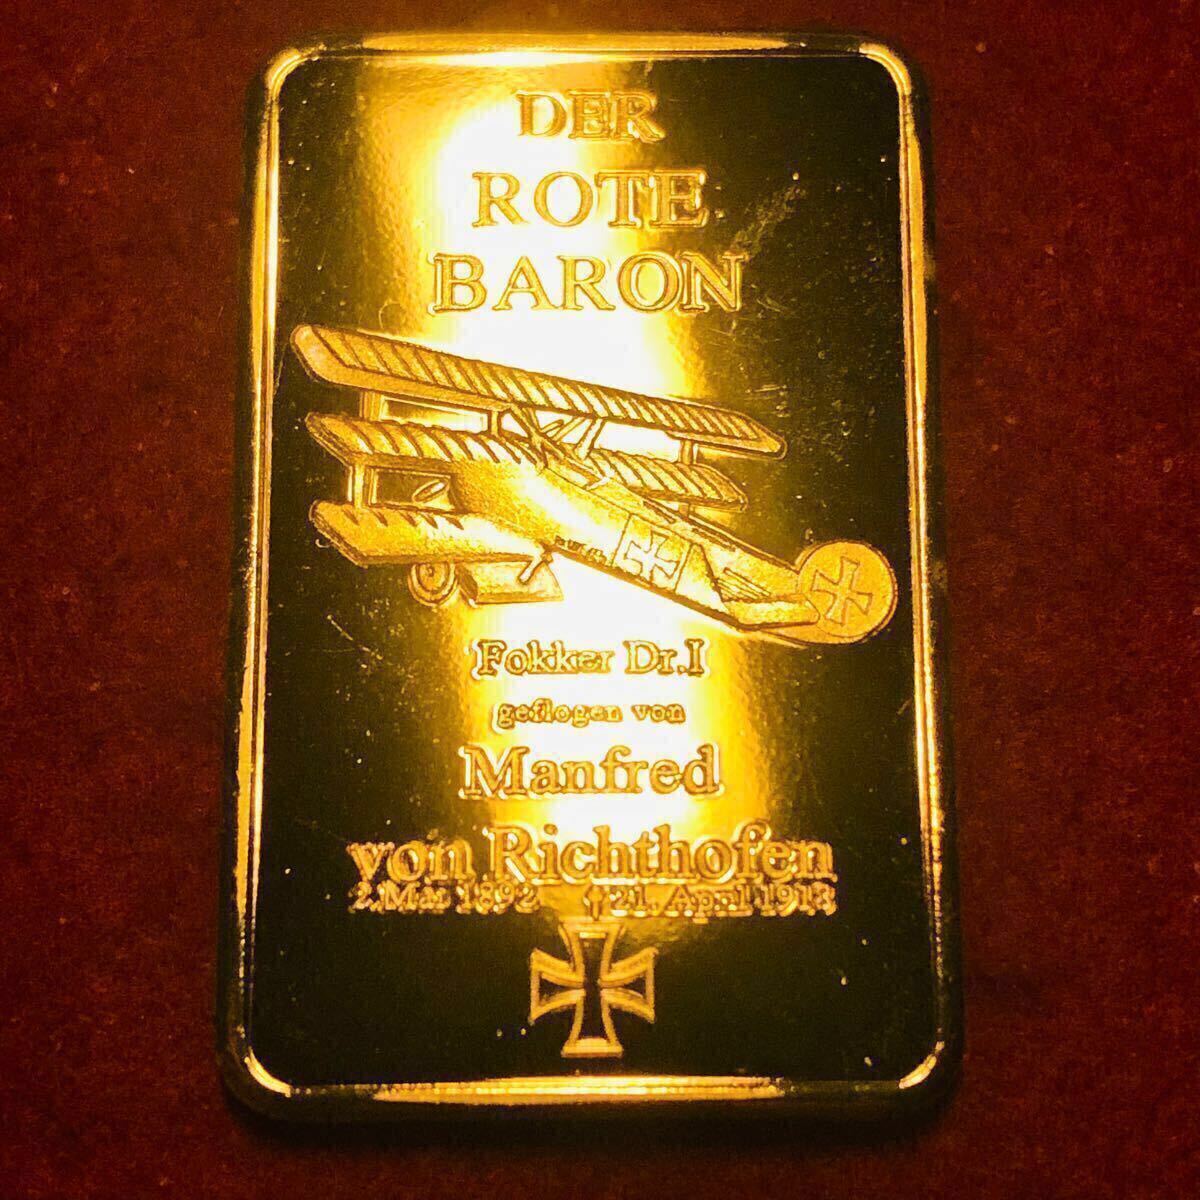 DER
ROTE
BARON
Fokker Dr.I
geflogen von
Manfred
von Richthofen
2.Mai 1892 †21. April 1918